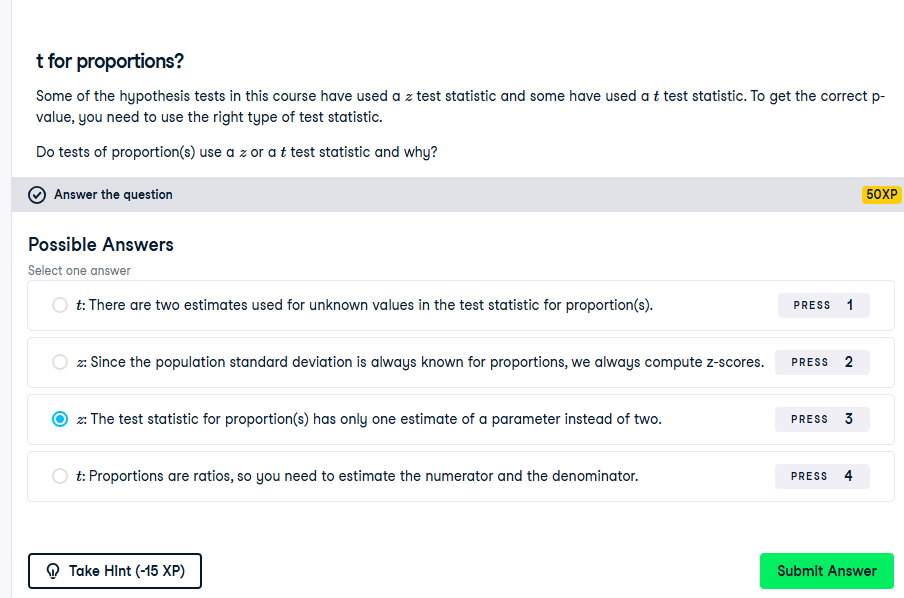 t for proportions?
Some of the hypothesis tests in this course have used a z test statistic and some have used a t test statistic. To get the correct p-
value, you need to use the right type of test statistic.
Do tests of proportion(s) use a z or a t test statistic and why?
Answer the question 50XP
Possible Answers
Select one answer
t: There are two estimates used for unknown values in the test statistic for proportion(s). PRESS 1
z: Since the population standard deviation is always known for proportions, we always compute z-scores. PRESS 2
z: The test statistic for proportion(s) has only one estimate of a parameter instead of two. PRESS 3
t: Proportions are ratios, so you need to estimate the numerator and the denominator. PRESS 4
Take Hint (-15 XP) Submit Answer